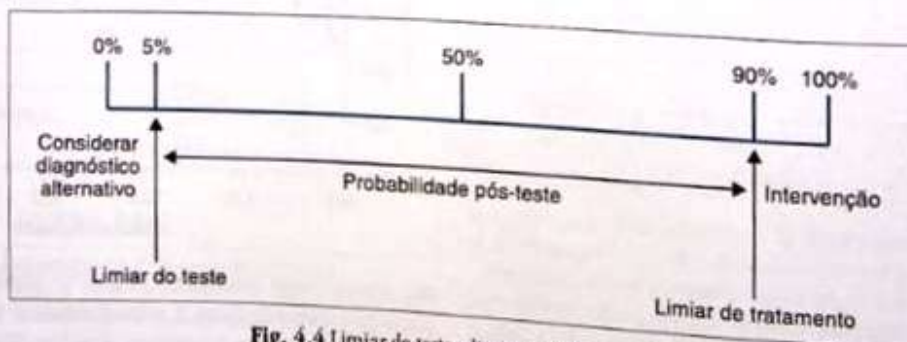 0% 5% 50% 90% 100%
Considerar
diagnóstico
alternativo
Probabilidade pós-teste
Intervenção
Limiar do teste
Limiar de tratamento
Fig. 4.4 Limiar do teste